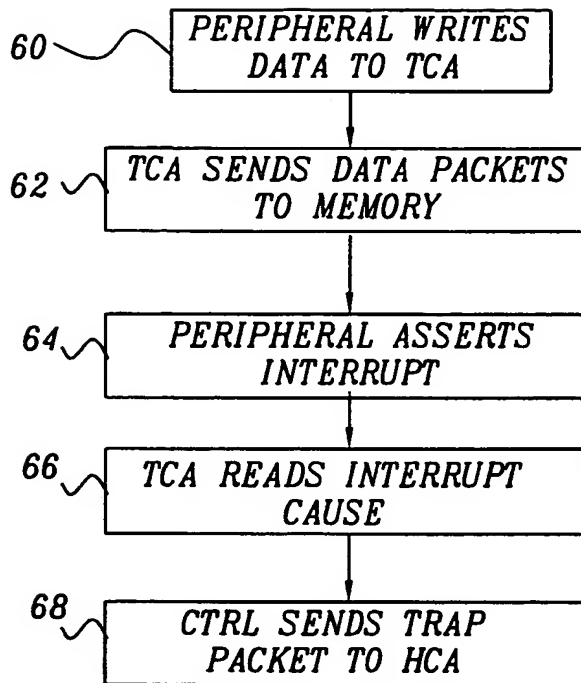 60
PERIPHERAL WRITES
DATA TO TCA
62
TCA SENDS DATA PACKETS
TO MEMORY
64
PERIPHERAL ASSERTS
INTERRUPT
66
TCA READS INTERRUPT
CAUSE
68
CTRL SENDS TRAP
PACKET TO HCA